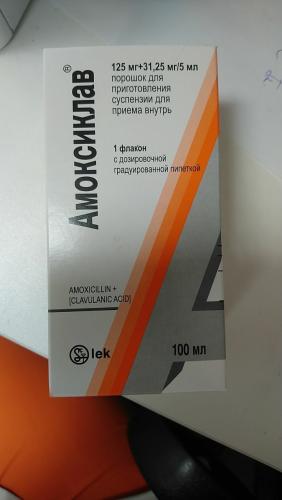 125 мг+31,25 мг/5 мл
порошок для
приготовления
суспензии для
приема внутрь
1 флакон
с дозировочной
градуированной пипеткой
Амоксиклав®
AMOXICILLIN +
[CLAVULANIC ACID]
lek
100 мл